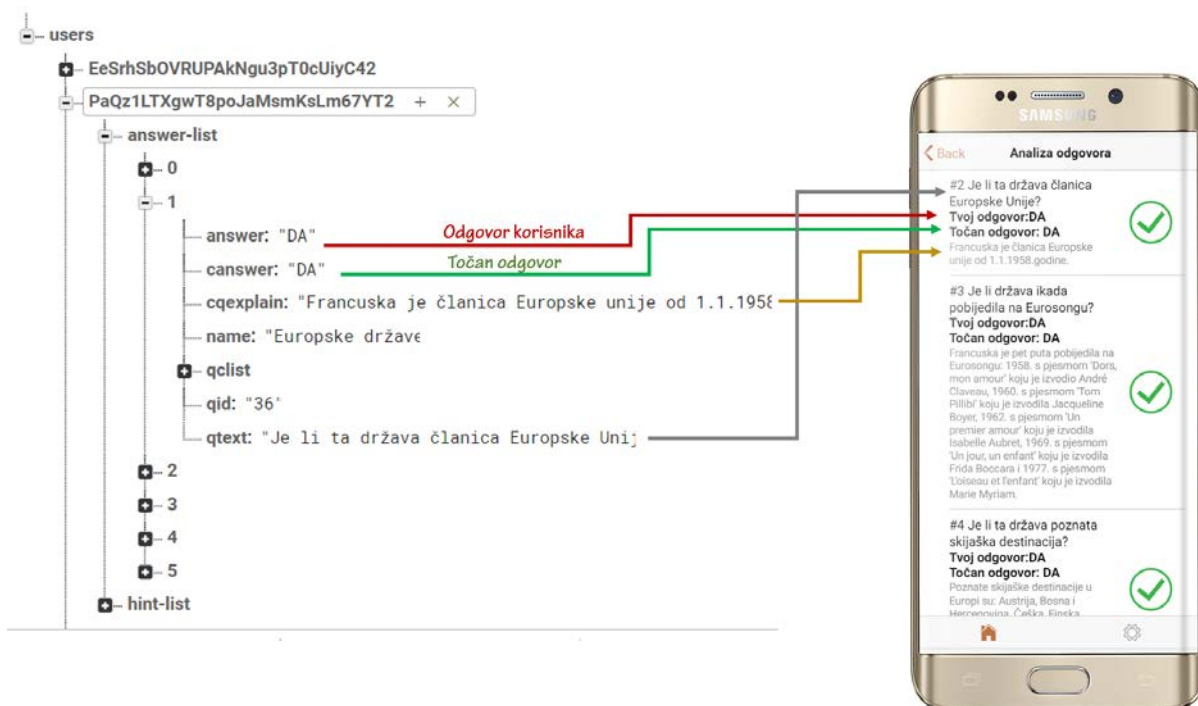 users
EeSrhSbOVRUPAkNgu3pT0cUiyC42
PaQz1LTXgwT8poJaMsmKsLm67YT2 + ×
answer-list
0
1
answer: "DA"
Odgovor korisnika
canswer: "DA"
Točan odgovor
cqexplain: "Francuska je članica Europske unije od 1.1.1958
name: "Europske države
qclist
qid: "36"
qtext: "Je li ta država članica Europske Unij
2
3
4
5
hint-list
SAMSUNG
Back Analiza odgovora
#2 Je li ta država članica
Europske Unije?
Tvoj odgovor:DA
Točan odgovor: DA
Francuska je članica Europske
unije od 1.1.1958.godine.
#3 Je li država ikada
pobijedila na Eurosongu?
Tvoj odgovor:DA
Točan odgovor: DA
Francuska je pet puta pobijedila na
Eurosongu: 1958. s pjesmom 'Dors,
mon amour' koju je izvodio André
Claveau, 1960. s pjesmom 'Tom
Pillibi' koju je izvodila Jacqueline
Boyer, 1962. s pjesmom 'Un
premier amour' koju je izvodila
Isabelle Aubret, 1969. s pjesmom
'Un jour, un enfant' koju je izvodila
Frida Boccara i 1977. s pjesmom
'L'oiseau et l'enfant' koju je izvodila
Marie Myriam.
#4 Je li ta država poznata
skijaška destinacija?
Tvoj odgovor:DA
Točan odgovor: DA
Poznate skijaške destinacije u
Europi su: Austrija, Bosna i
Hercegovina, Češka, Finska,